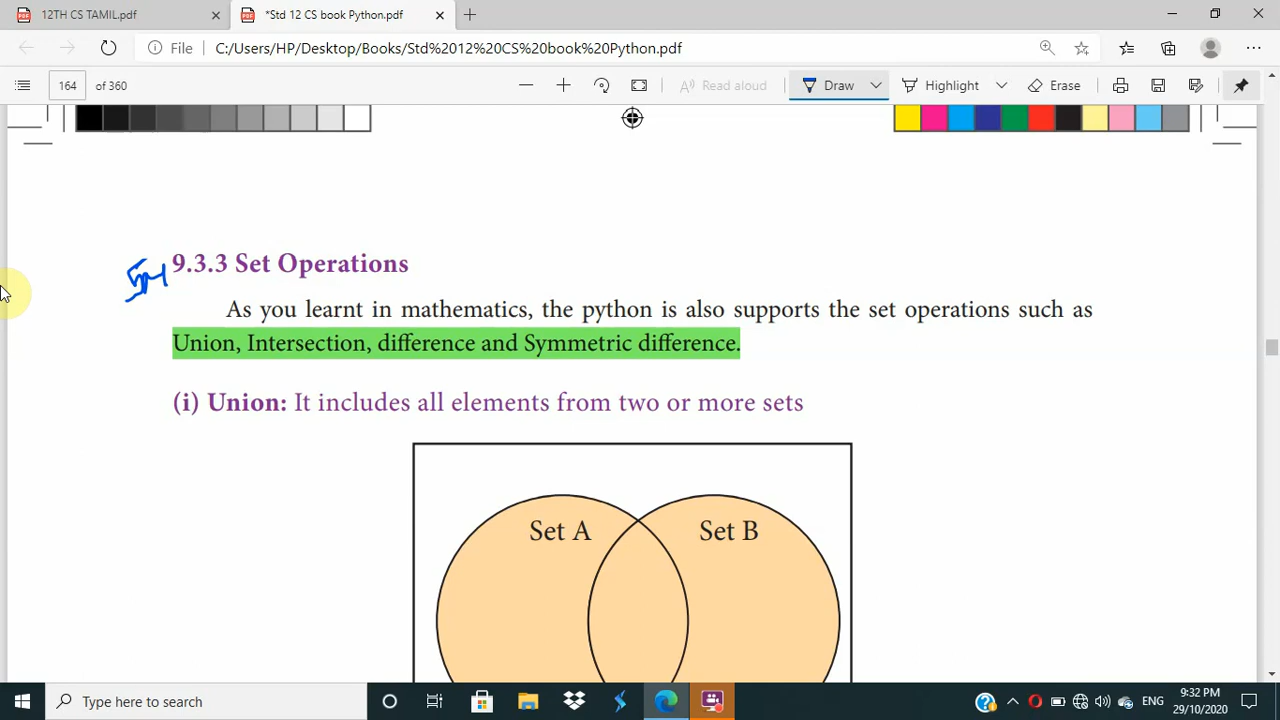 12TH CS TAMIL.pdf
*Std 12 CS book Python.pdf
File
C:/Users/HP/Desktop/Books/Std%2012%20CS%20book%20Python.pdf
164 of 360
Read aloud
Draw
Highlight
Erase
9.3.3 Set Operations
As you learnt in mathematics, the python is also supports the set operations such as
Union, Intersection, difference and Symmetric difference.
(i) Union: It includes all elements from two or more sets
Set A
Set B
Type here to search
ENG
9:32 PM
29/10/2020